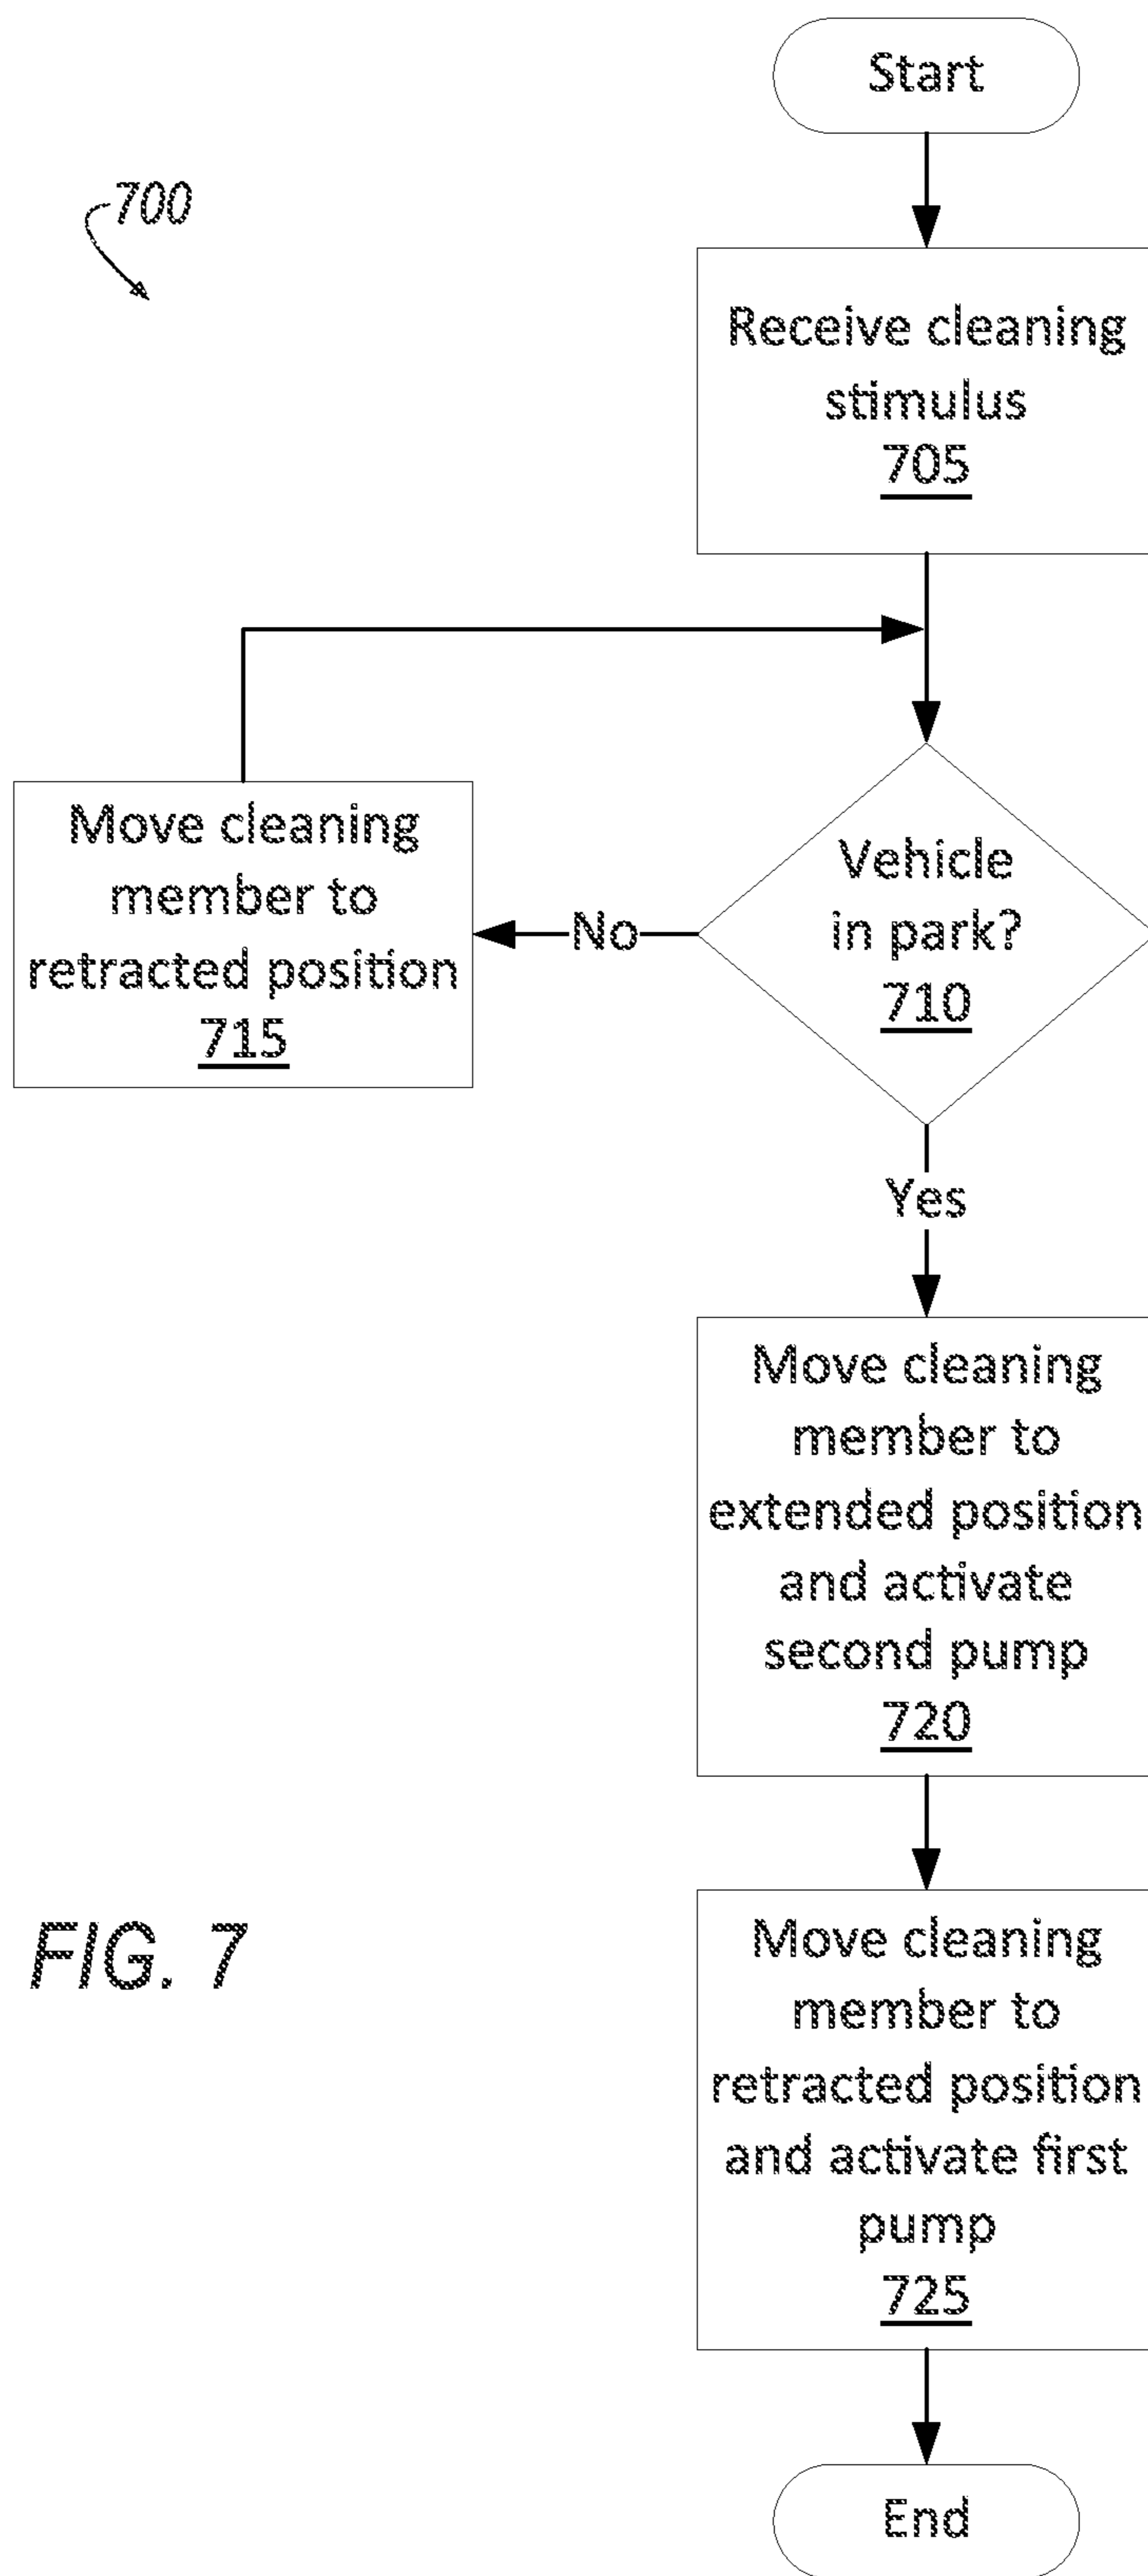 Start
700
Receive cleaning
stimulus
705
Move cleaning
member to
retracted position
715
No
Vehicle
in park?
710
Yes
Move cleaning
member to
extended position
and activate
second pump
720
FIG. 7
Move cleaning
member to
retracted position
and activate first
pump
725
End